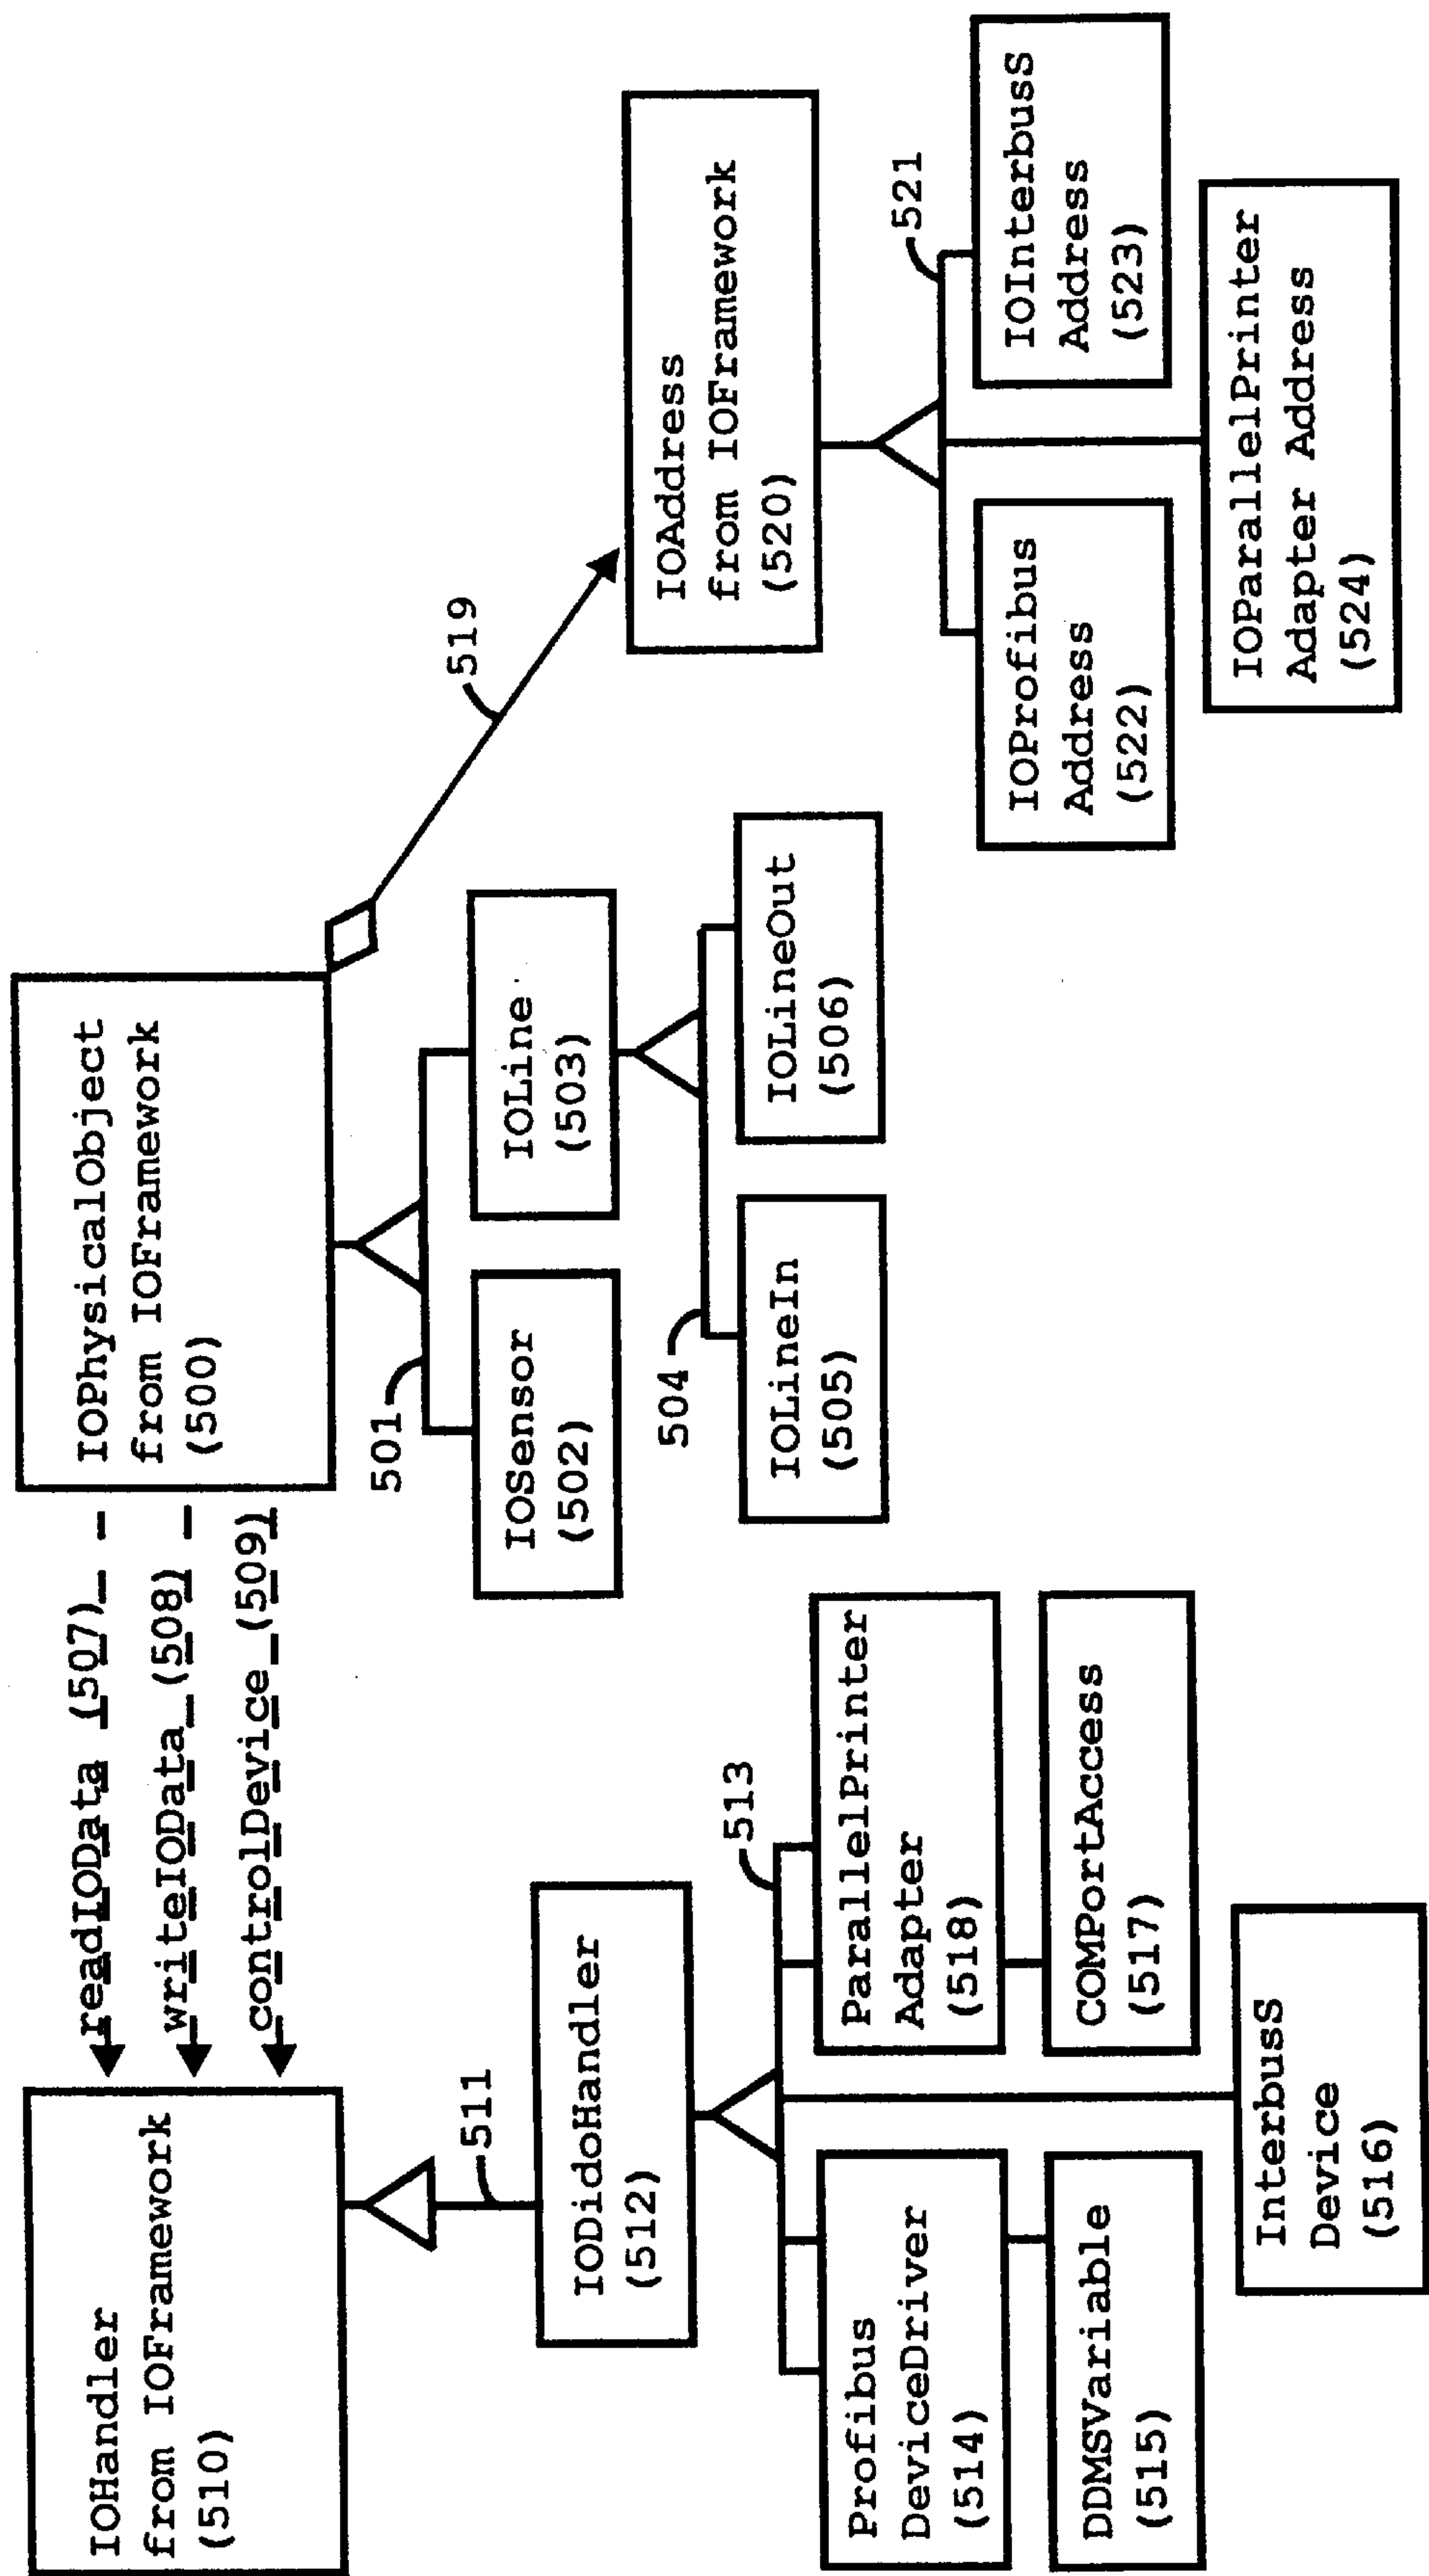 IOHandler
from IOFramework
(510)
readIOData (507)
writeIOData (508)
controlDevice (509)
IOPhysicalObject
from IOFramework
(500)
511
IODidoHandler
(512)
513
Profibus
DeviceDriver
(514)
DDMSVariable
(515)
ParallelPrinter
Adapter
(518)
COMPortAccess
(517)
InterbusS
Device
(516)
501
IOSensor
(502)
IOLine
(503)
504
IOLineIn
(505)
IOLineOut
(506)
519
IOAddress
from IOFramework
(520)
521
IOProfibus
Address
(522)
IOInterbusS
Address
(523)
IOParallelPrinter
Adapter Address
(524)